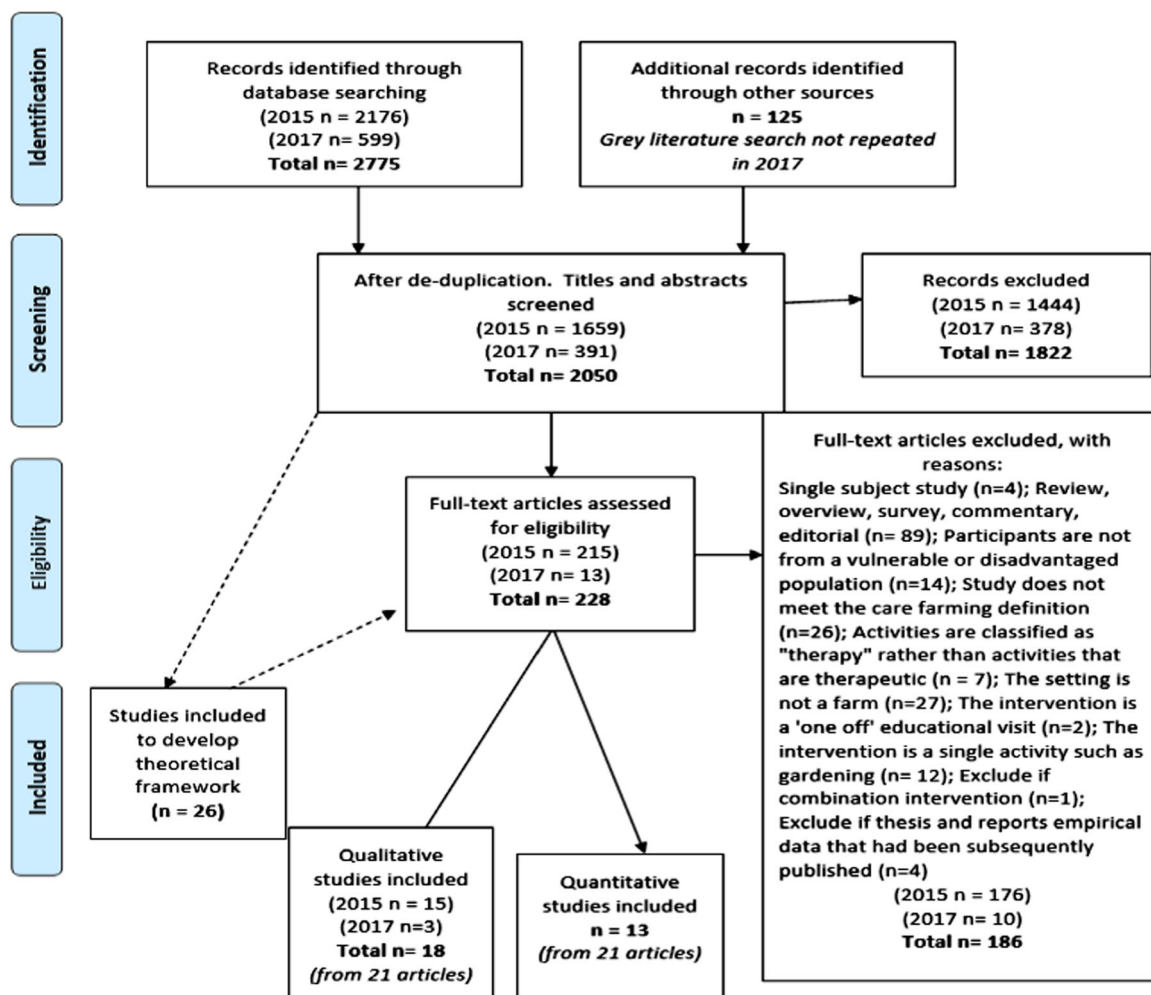 Identification
Records identified through
database searching
(2015 n = 2176)
(2017 n= 599)
Total n= 2775
Additional records identified
through other sources
n = 125
Grey literature search not repeated
in 2017
Screening
After de-duplication.  Titles and abstracts
screened
(2015 n = 1659)
(2017 n= 391)
Total n= 2050
Records excluded
(2015 n = 1444)
(2017 n= 378)
Total n= 1822
Eligibility
Full-text articles assessed
for eligibility
(2015 n = 215)
(2017 n= 13)
Total n= 228
Full-text articles excluded, with
reasons:
Single subject study (n=4); Review,
overview, survey, commentary,
editorial (n= 89); Participants are not
from a vulnerable or disadvantaged
population (n=14); Study does not
meet the care farming definition
(n=26); Activities are classified as
"therapy" rather than activities that
are therapeutic (n = 7); The setting is
not a farm (n=27); The intervention is
a 'one off' educational visit (n=2); The
intervention is a single activity such as
gardening (n= 12); Exclude if
combination intervention (n=1);
Exclude if thesis and reports empirical
data that had been subsequently
published (n=4)
(2015 n = 176)
(2017 n= 10)
Total n= 186
Included
Studies included
to develop
theoretical
framework
(n = 26)
Qualitative
studies included
(2015 n = 15)
(2017 n=3)
Total n= 18
(from 21 articles)
Quantitative
studies included
n = 13
(from 21 articles)